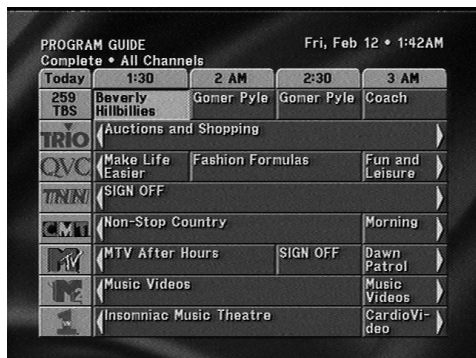 PROGRAM GUIDE
Fri, Feb 12 • 1:42AM
Complete • All Channels
Today 1:30 2 AM 2:30 3 AM
259 TBS
Beverly Hillbillies
Gomer Pyle
Gomer Pyle
Coach
TRIO
Auctions and Shopping
QVC
Make Life Easier
Fashion Formulas
Fun and Leisure
TNN
SIGN OFF
CMT
Non-Stop Country
Morning
MTV
MTV After Hours
SIGN OFF
Dawn Patrol
M2
Music Videos
Music Videos
Insomniac Music Theatre
CardioVi-
deo